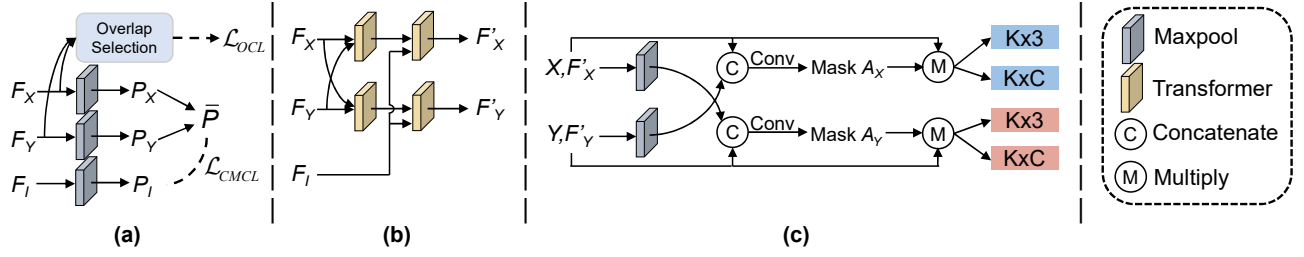 Overlap
Selection
ℒ_OCL
F_X
P_X
F_Y
P_Y
P̄
F_I
P_I
ℒ_CMCL
(a)
F_X
F'_X
F_Y
F'_Y
F_I
(b)
X,F'_X
C
Conv
Mask A_X
M
Kx3
KxC
Y,F'_Y
C
Conv
Mask A_Y
M
Kx3
KxC
(c)
Maxpool
Transformer
C Concatenate
M Multiply